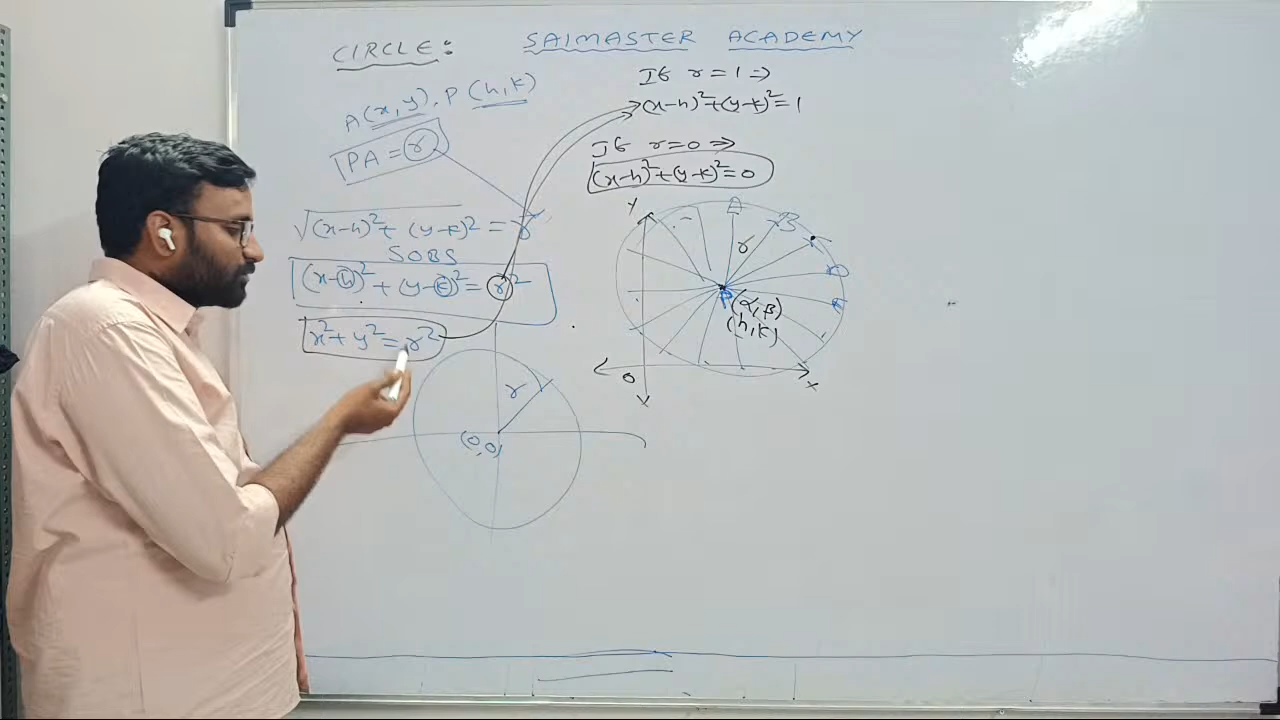 CIRCLE:
SAIMASTER ACADEMY
A(x,y), P(h,k)
PA = r
√(x-h)² + (y-k)² = r
SOBS
(x-h)² + (y-k)² = r²
x² + y² = r²
r
(0,0)
If r = 1 ⇒
(x-h)² + (y-k)² = 1
If r = 0 ⇒
(x-h)² + (y-k)² = 0
Y
A
B
r
P
(α,β)
(h,k)
O
X